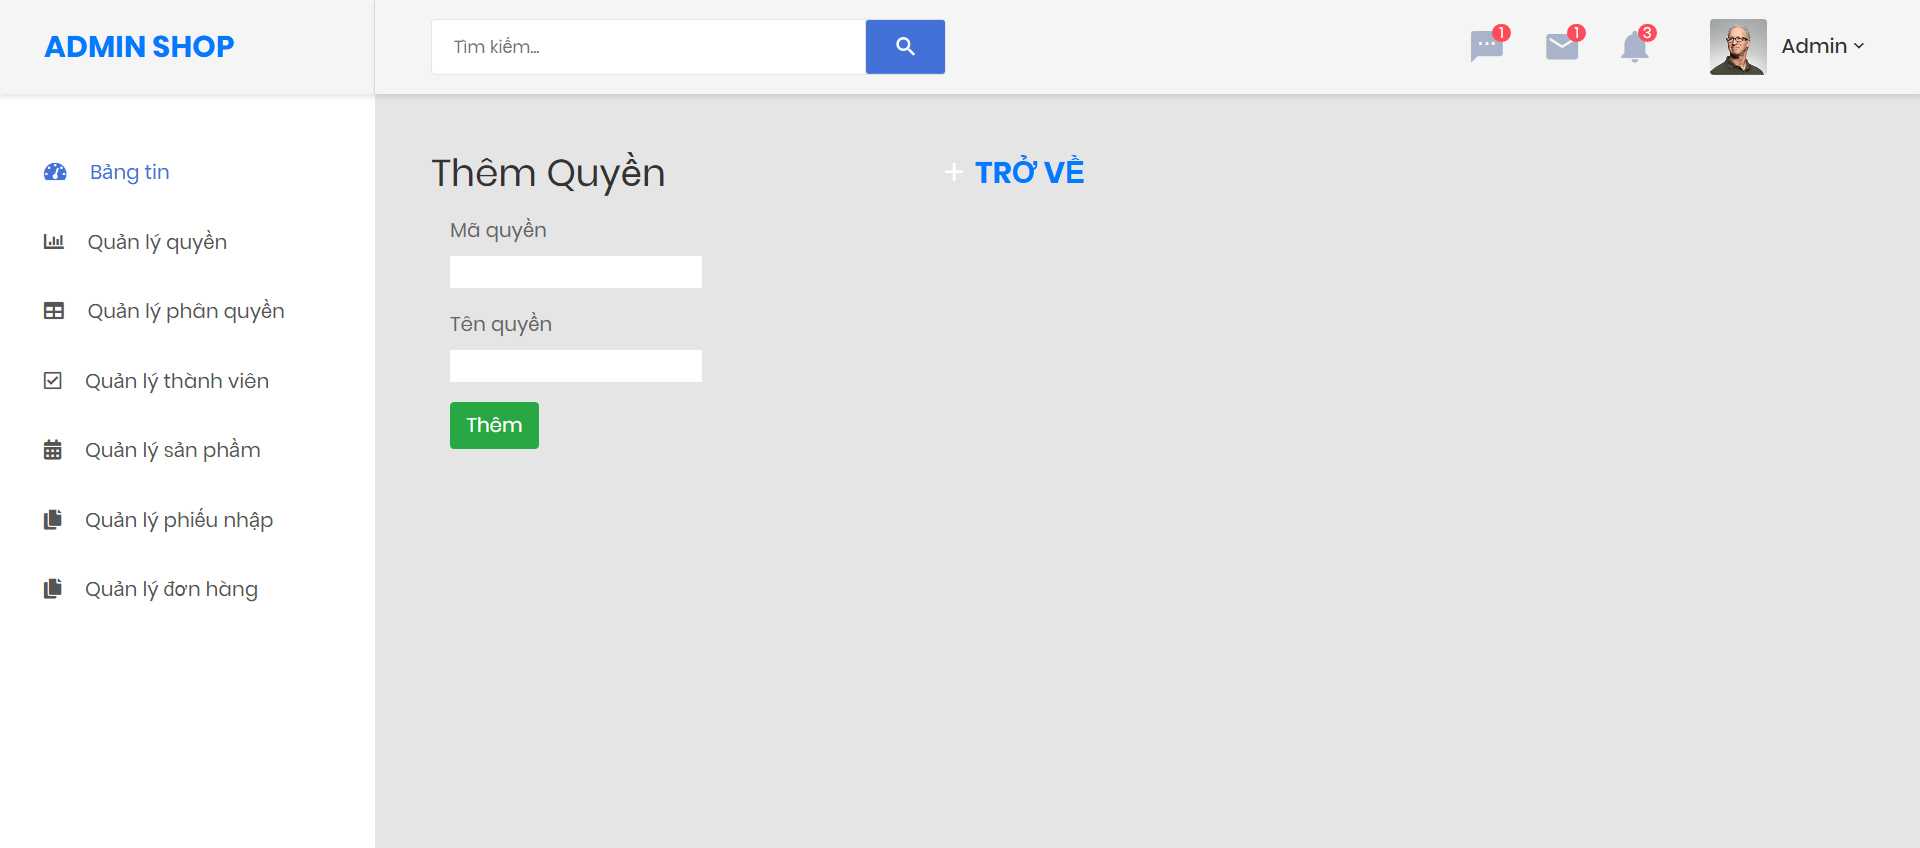 ADMIN SHOP
Tìm kiếm...
1
1
3
Admin
Bảng tin
Quản lý quyền
Quản lý phân quyền
Quản lý thành viên
Quản lý sản phầm
Quản lý phiếu nhập
Quản lý đơn hàng
Thêm Quyền
+ TRỞ VỀ
Mã quyền
Tên quyền
Thêm